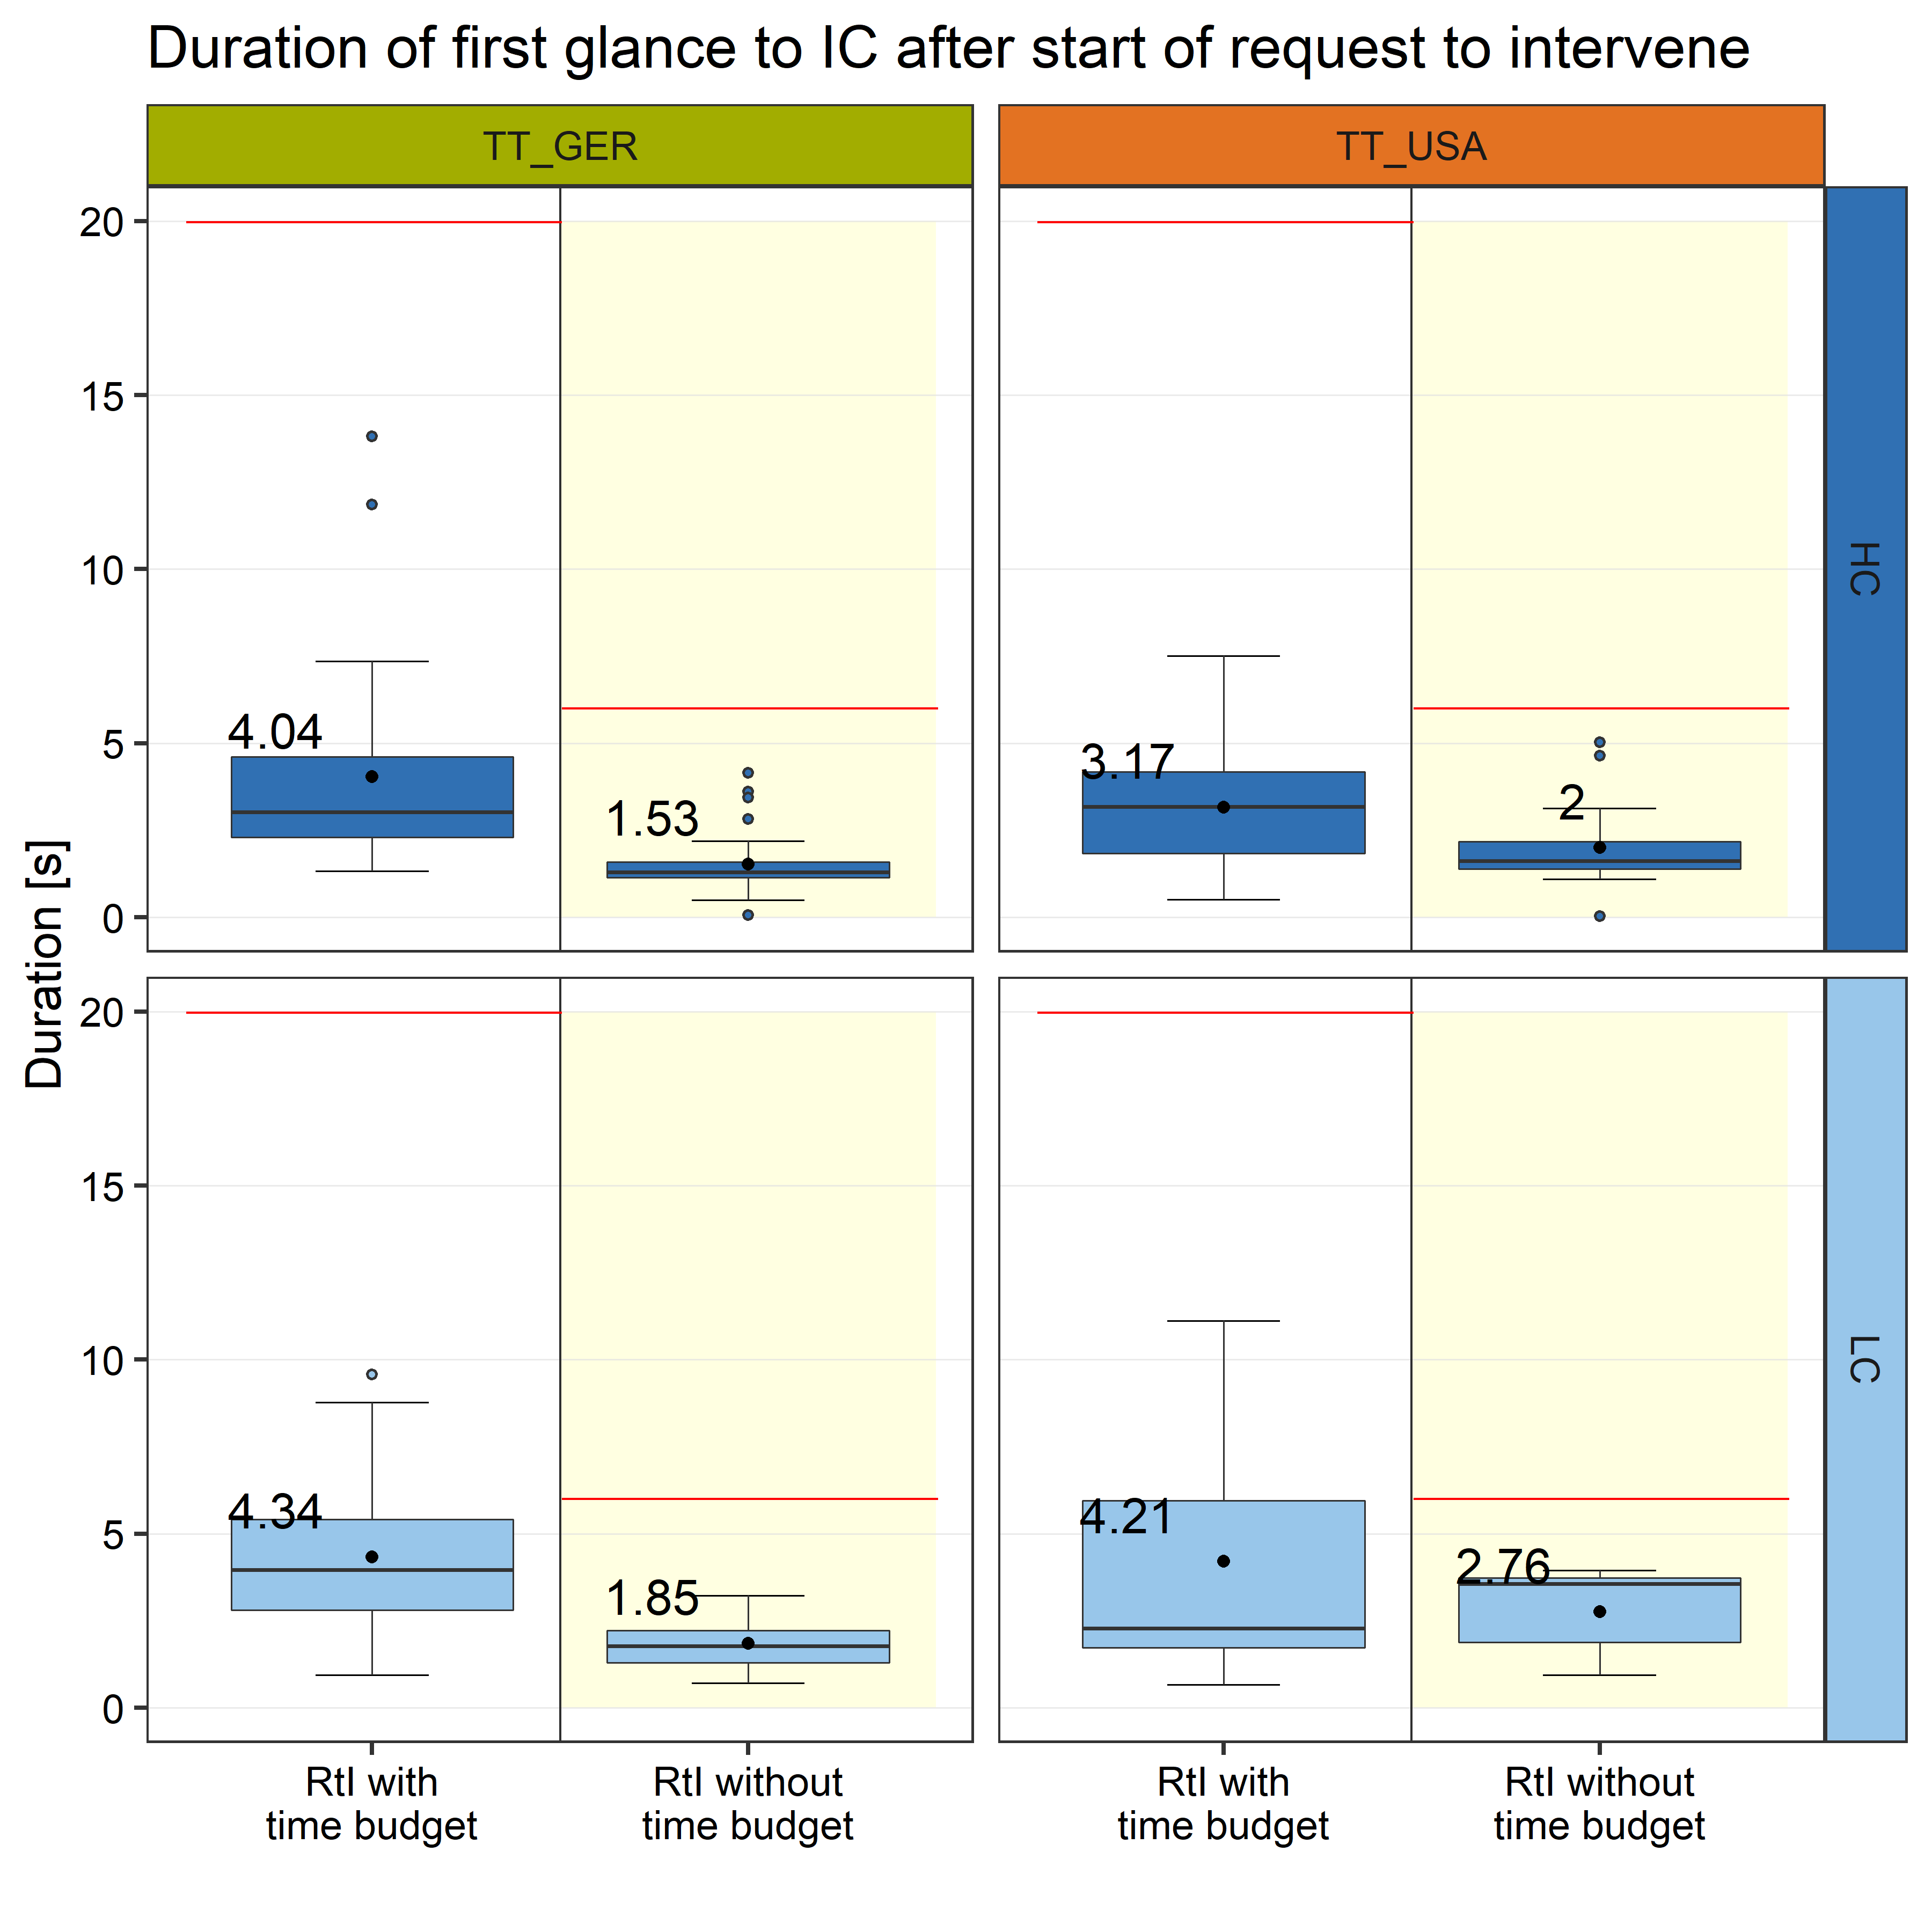 Duration of first glance to IC after start of request to intervene
TT_GER
TT_USA
Duration [s]
20
15
10
5
0
4.04
1.53
3.17
2
HC
20
15
10
5
0
4.34
1.85
4.21
2.76
LC
RtI with
time budget
RtI without
time budget
RtI with
time budget
RtI without
time budget